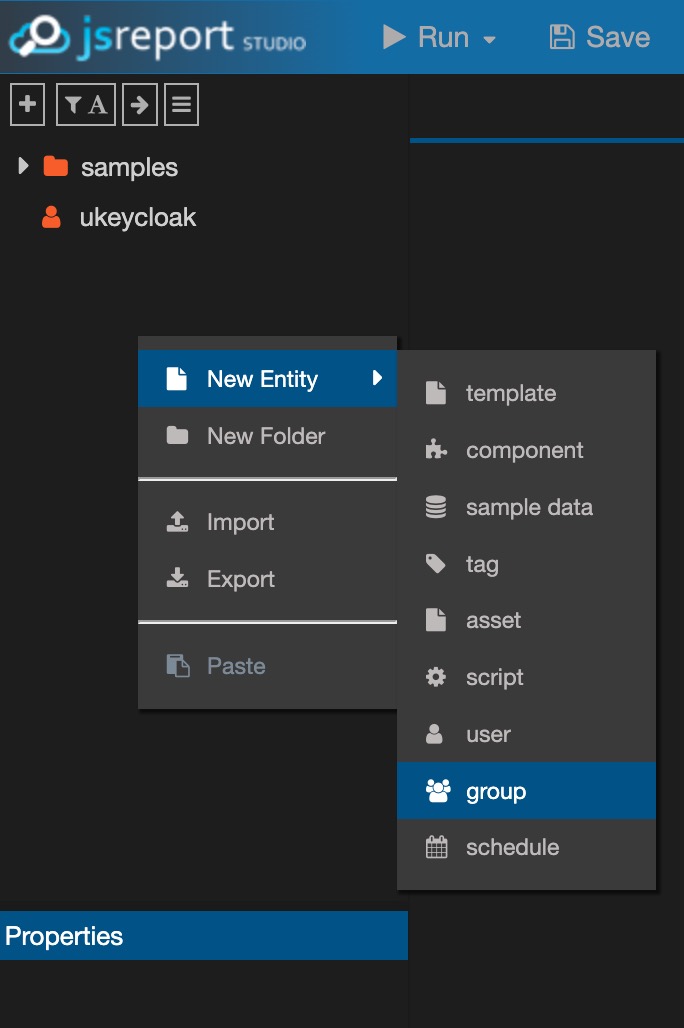 jsreport STUDIO Run Save
A
samples
ukeycloak
New Entity
New Folder
Import
Export
Paste
template
component
sample data
tag
asset
script
user
group
schedule
Properties